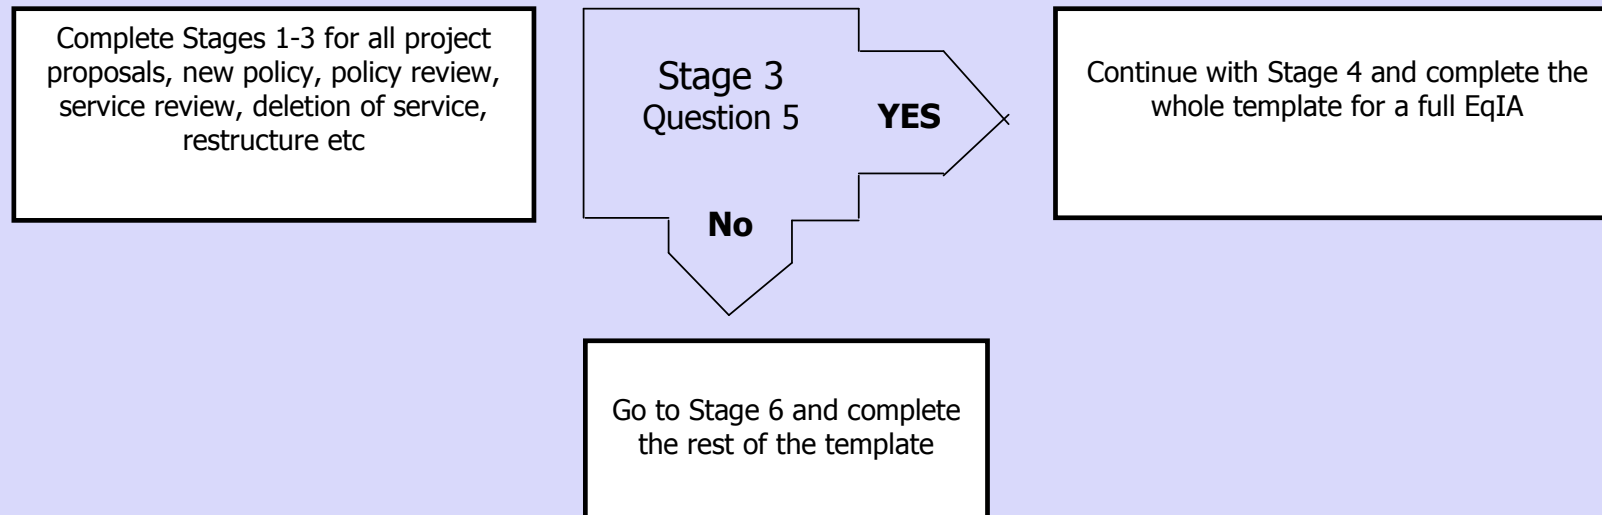 Complete Stages 1-3 for all project
proposals, new policy, policy review,
service review, deletion of service,
restructure etc
Stage 3
Question 5
YES
No
Continue with Stage 4 and complete the
whole template for a full EqIA
Go to Stage 6 and complete
the rest of the template